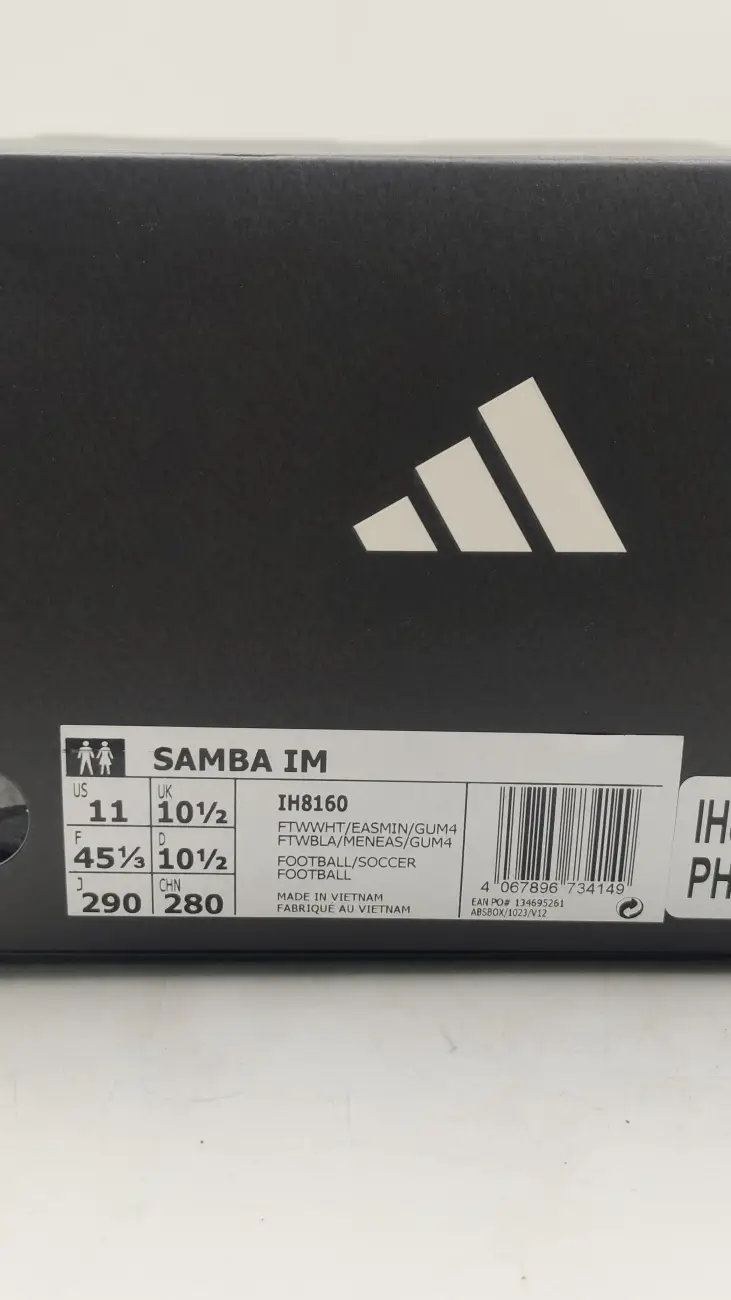 SAMBA IM
US 11 UK 10½
F 45⅓ D 10½
J 290 CHN 280
IH8160
FTWWHT/EASMIN/GUM4
FTWBLA/MENEAS/GUM4
FOOTBALL/SOCCER
FOOTBALL
MADE IN VIETNAM
FABRIQUÉ AU VIETNAM
4 067896 734149
EAN PO# 134695261
ABSBOX/1023/V12